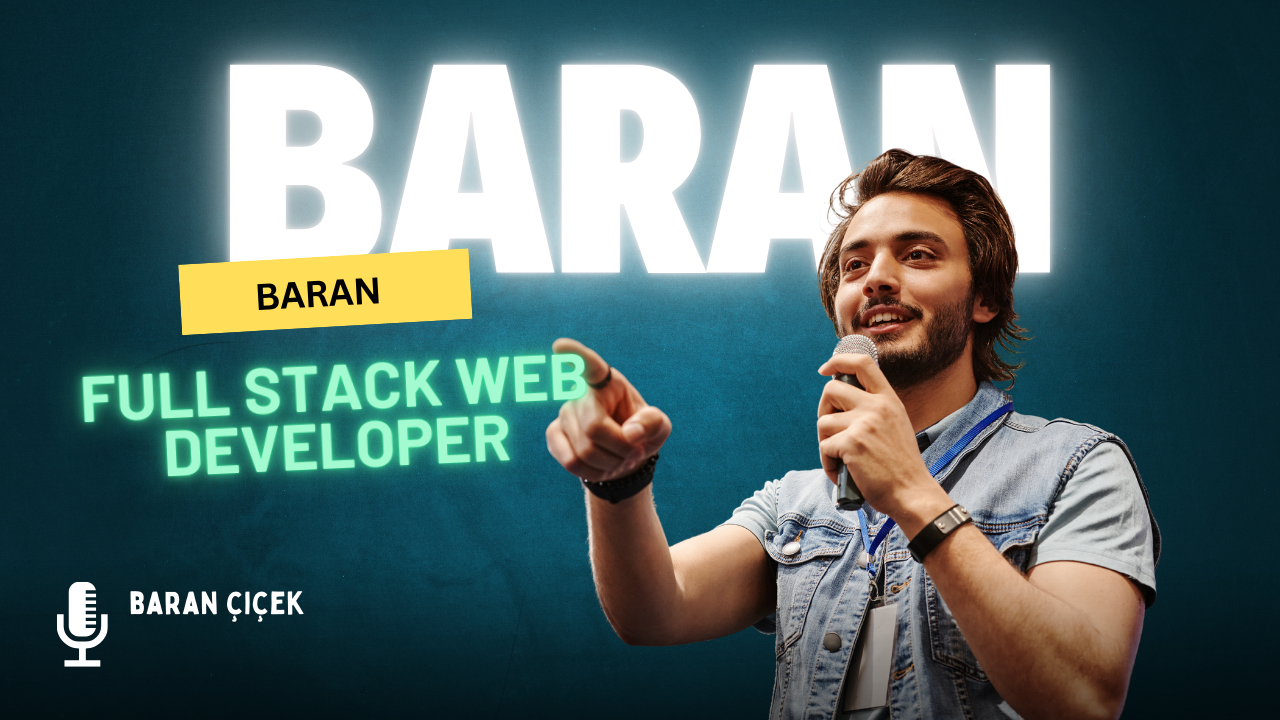 BARAN
BARAN
FULL STACK WEB
DEVELOPER
BARAN ÇIÇEK